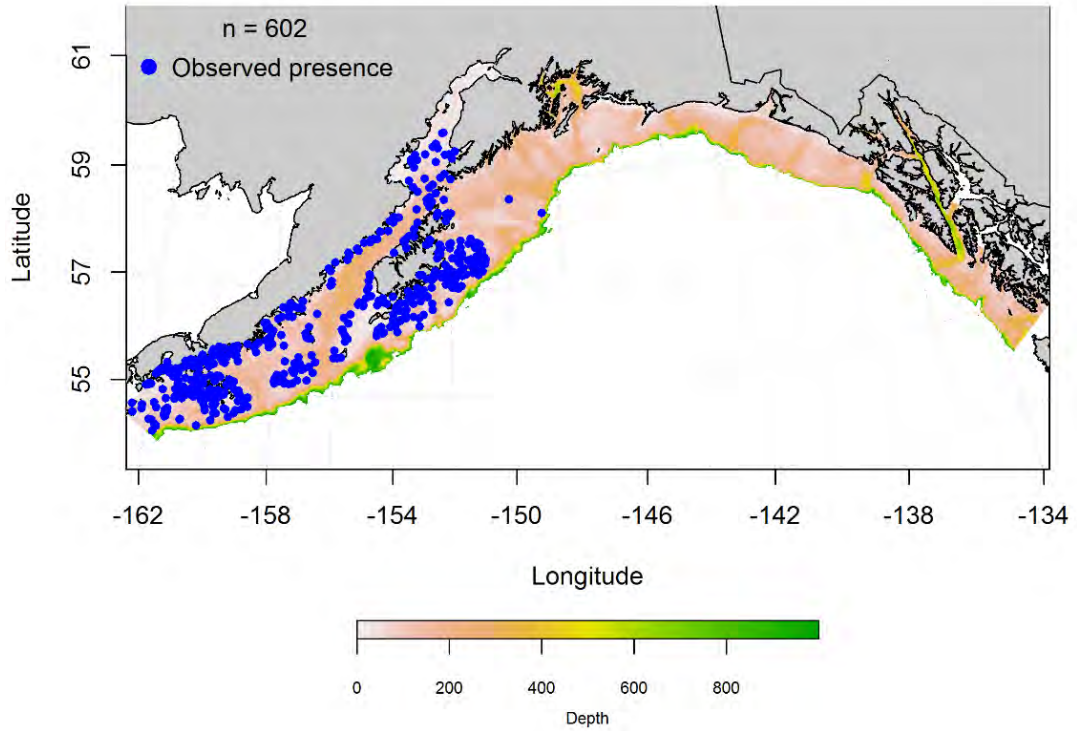 n = 602
Observed presence
61
59
57
55
Latitude
-162 -158 -154 -150 -146 -142 -138 -134
Longitude
0 200 400 600 800
Depth